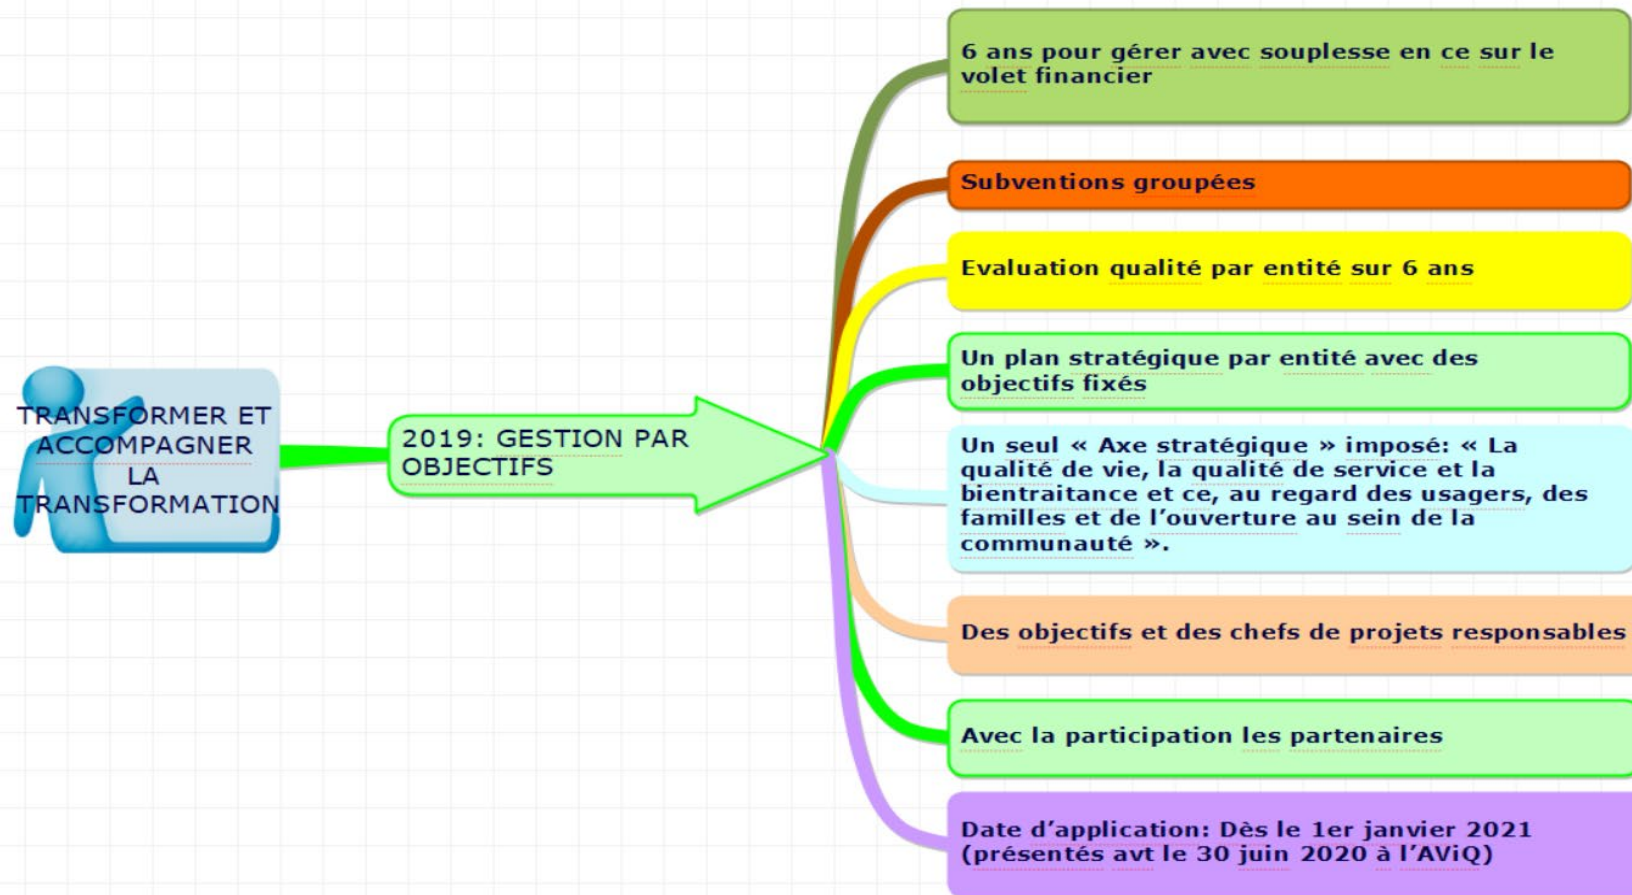 TRANSFORMER ET
ACCOMPAGNER
LA
TRANSFORMATION
2019: GESTION PAR
OBJECTIFS
6 ans pour gérer avec souplesse en ce sur le
volet financier
Subventions groupées
Evaluation qualité par entité sur 6 ans
Un plan stratégique par entité avec des
objectifs fixés
Un seul « Axe stratégique » imposé: « La
qualité de vie, la qualité de service et la
bientraitance et ce, au regard des usagers, des
familles et de l’ouverture au sein de la
communauté ».
Des objectifs et des chefs de projets responsables
Avec la participation les partenaires
Date d’application: Dès le 1er janvier 2021
(présentés avt le 30 juin 2020 à l’AViQ)